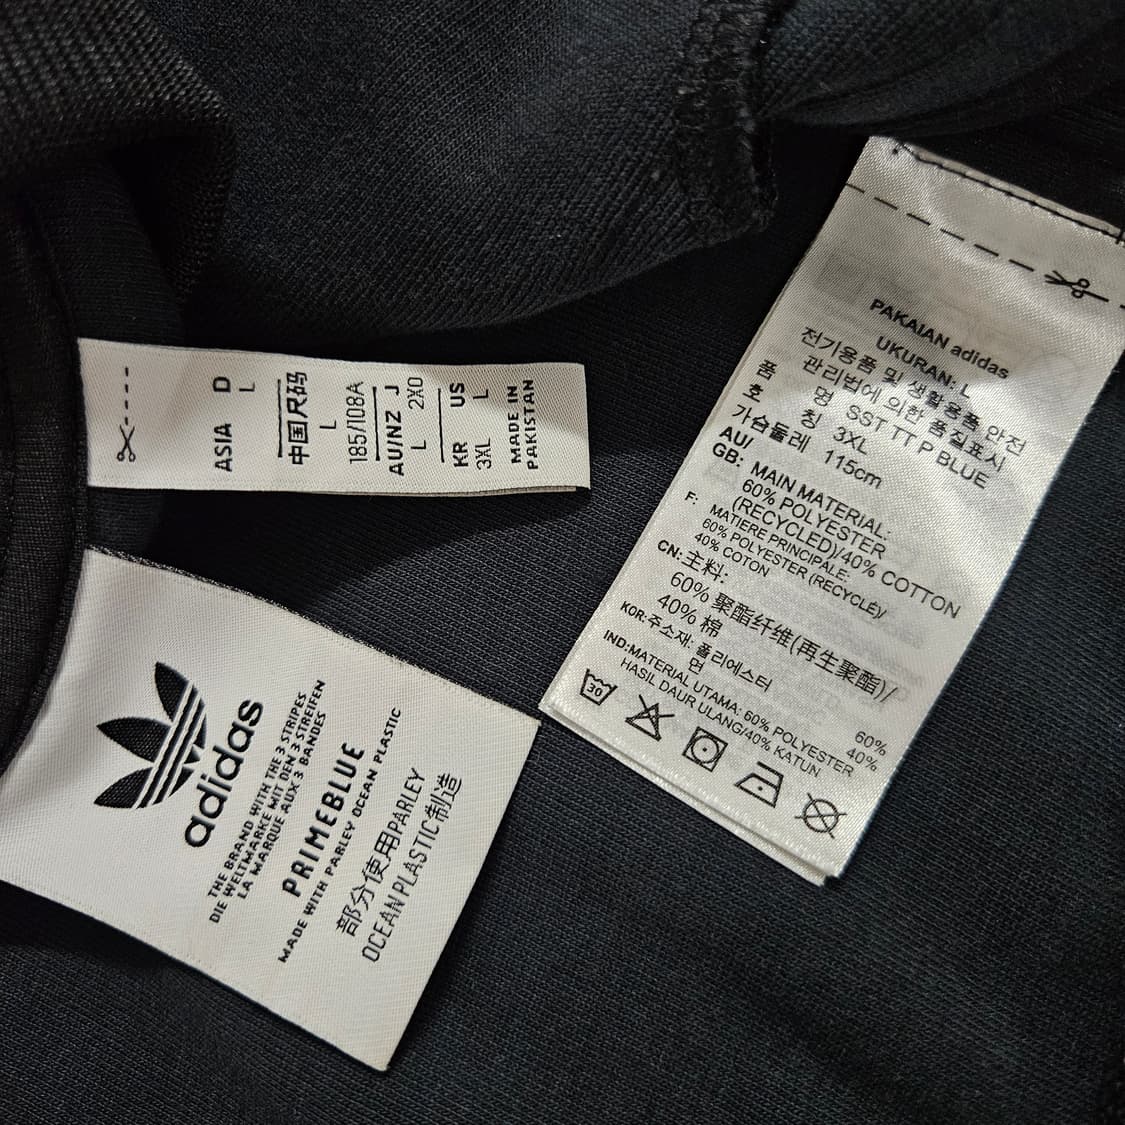 ASIA D
L
中国尺码
L
185/108A
AU/NZ J
L 2XO
KR US
3XL L
MADE IN
PAKISTAN
adidas
THE BRAND WITH THE 3 STRIPES
DIE WELTMARKE MIT DEN 3 STREIFEN
LA MARQUE AUX 3 BANDES
PRIMEBLUE
MADE WITH PARLEY OCEAN PLASTIC
部分使用PARLEY
OCEAN PLASTIC制造
PAKAIAN adidas
UKURAN: L
전기용품 및 생활용품 안전
관리법에 의한 품질표시
품 명 SST TT P BLUE
호 칭 3XL
가슴둘레 115cm
AU/
GB: MAIN MATERIAL:
60% POLYESTER
(RECYCLED)/40% COTTON
F: MATIERE PRINCIPALE:
60% POLYESTER (RECYCLÉ)/
40% COTON
CN:主料:
60% 聚酯纤维(再生聚酯)/
40% 棉
KOR:주소재: 폴리에스터 60%
면 40%
IND:MATERIAL UTAMA: 60% POLYESTER
HASIL DAUR ULANG/40% KATUN
30